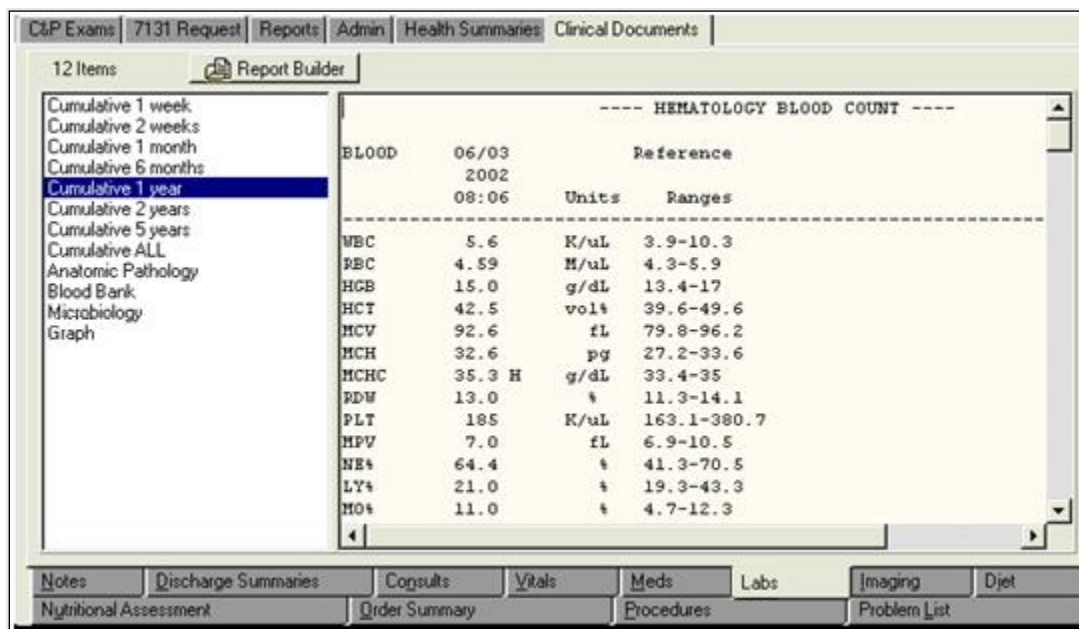 C&P Exams 7131 Request Reports Admin Health Summaries Clinical Documents
12 Items Report Builder
Cumulative 1 week
Cumulative 2 weeks
Cumulative 1 month
Cumulative 6 months
Cumulative 1 year
Cumulative 2 years
Cumulative 5 years
Cumulative ALL
Anatomic Pathology
Blood Bank
Microbiology
Graph
---- HEMATOLOGY BLOOD COUNT ----
BLOOD 06/03 Reference
2002
08:06 Units Ranges
--------------------------------------------------------------
WBC 5.6 K/uL 3.9-10.3
RBC 4.59 M/uL 4.3-5.9
HGB 15.0 g/dL 13.4-17
HCT 42.5 vol% 39.6-49.6
MCV 92.6 fL 79.8-96.2
MCH 32.6 pg 27.2-33.6
MCHC 35.3 H g/dL 33.4-35
RDW 13.0 % 11.3-14.1
PLT 185 K/uL 163.1-380.7
MPV 7.0 fL 6.9-10.5
NE% 64.4 % 41.3-70.5
LY% 21.0 % 19.3-43.3
MO% 11.0 % 4.7-12.3
Notes Discharge Summaries Consults Vitals Meds Labs Imaging Diet
Nutritional Assessment Order Summary Procedures Problem List